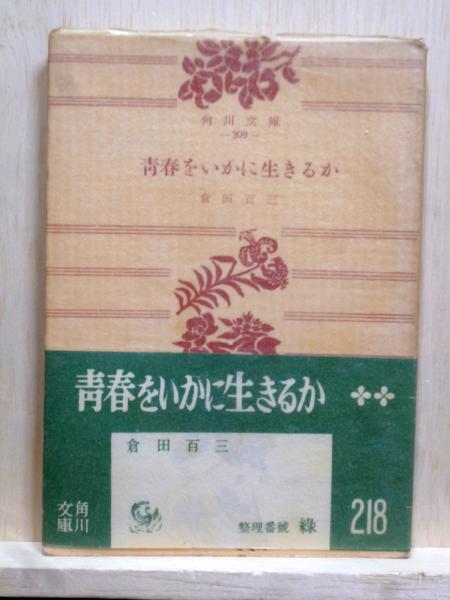 角川文庫
—309—
青春をいかに生きるか
倉田百三
青春をいかに生きるか
倉田百三
角川
文庫
整理番號 綠
218